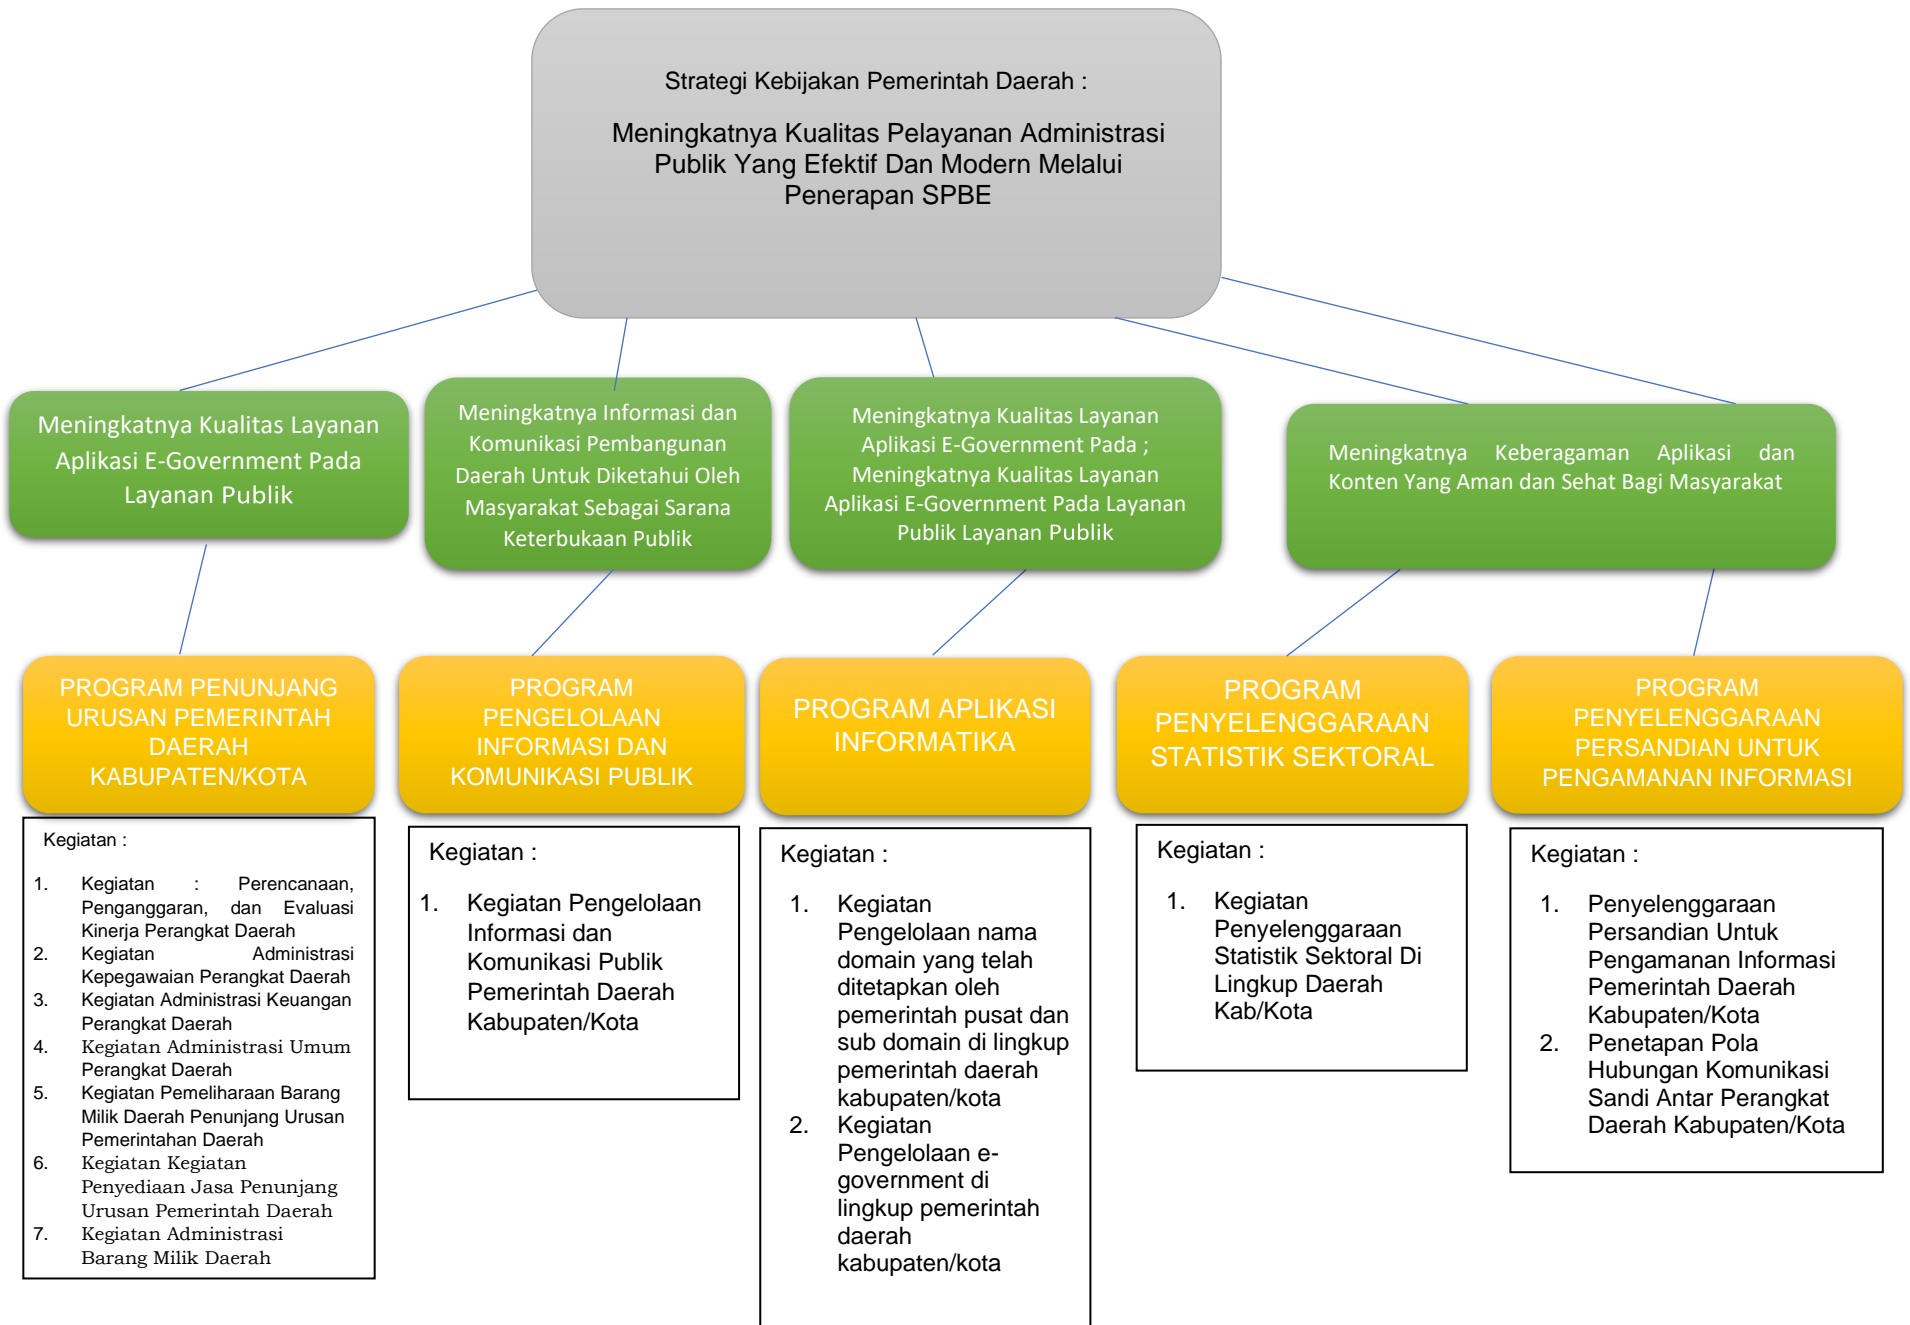 Strategi Kebijakan Pemerintah Daerah :
Meningkatnya Kualitas Pelayanan Administrasi
Publik Yang Efektif Dan Modern Melalui
Penerapan SPBE
Meningkatnya Kualitas Layanan
Aplikasi E-Government Pada
Layanan Publik
Meningkatnya Informasi dan
Komunikasi Pembangunan
Daerah Untuk Diketahui Oleh
Masyarakat Sebagai Sarana
Keterbukaan Publik
Meningkatnya Kualitas Layanan
Aplikasi E-Government Pada ;
Meningkatnya Kualitas Layanan
Aplikasi E-Government Pada Layanan
Publik Layanan Publik
Meningkatnya Keberagaman Aplikasi dan
Konten Yang Aman dan Sehat Bagi Masyarakat
PROGRAM PENUNJANG
URUSAN PEMERINTAH
DAERAH
KABUPATEN/KOTA
PROGRAM
PENGELOLAAN
INFORMASI DAN
KOMUNIKASI PUBLIK
PROGRAM APLIKASI
INFORMATIKA
PROGRAM
PENYELENGGARAAN
STATISTIK SEKTORAL
PROGRAM
PENYELENGGARAAN
PERSANDIAN UNTUK
PENGAMANAN INFORMASI
Kegiatan :
1. Kegiatan : Perencanaan,
Penganggaran, dan Evaluasi
Kinerja Perangkat Daerah
2. Kegiatan Administrasi
Kepegawaian Perangkat Daerah
3. Kegiatan Administrasi Keuangan
Perangkat Daerah
4. Kegiatan Administrasi Umum
Perangkat Daerah
5. Kegiatan Pemeliharaan Barang
Milik Daerah Penunjang Urusan
Pemerintahan Daerah
6. Kegiatan Kegiatan
Penyediaan Jasa Penunjang
Urusan Pemerintah Daerah
7. Kegiatan Administrasi
Barang Milik Daerah
Kegiatan :
1. Kegiatan Pengelolaan
Informasi dan
Komunikasi Publik
Pemerintah Daerah
Kabupaten/Kota
Kegiatan :
1. Kegiatan
Pengelolaan nama
domain yang telah
ditetapkan oleh
pemerintah pusat dan
sub domain di lingkup
pemerintah daerah
kabupaten/kota
2. Kegiatan
Pengelolaan e-
government di
lingkup pemerintah
daerah
kabupaten/kota
Kegiatan :
1. Kegiatan
Penyelenggaraan
Statistik Sektoral Di
Lingkup Daerah
Kab/Kota
Kegiatan :
1. Penyelenggaraan
Persandian Untuk
Pengamanan Informasi
Pemerintah Daerah
Kabupaten/Kota
2. Penetapan Pola
Hubungan Komunikasi
Sandi Antar Perangkat
Daerah Kabupaten/Kota